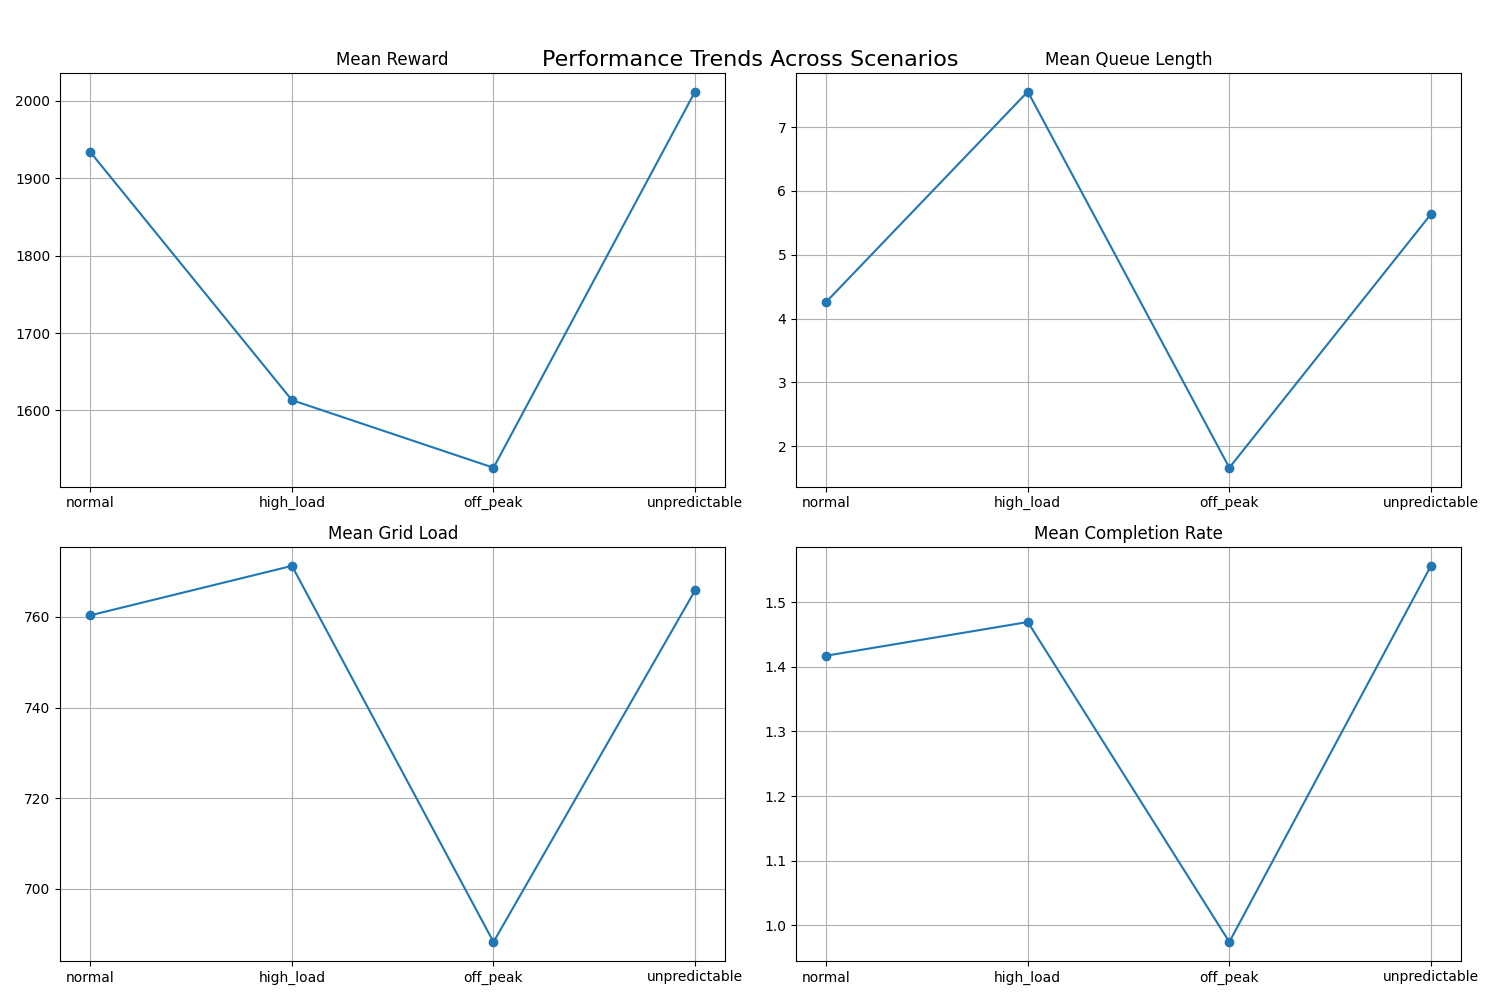 Performance Trends Across Scenarios
Mean Reward
2000
1900
1800
1700
1600
normal high_load off_peak unpredictable
Mean Queue Length
7
6
5
4
3
2
normal high_load off_peak unpredictable
Mean Grid Load
760
740
720
700
normal high_load off_peak unpredictable
Mean Completion Rate
1.5
1.4
1.3
1.2
1.1
1.0
normal high_load off_peak unpredictable